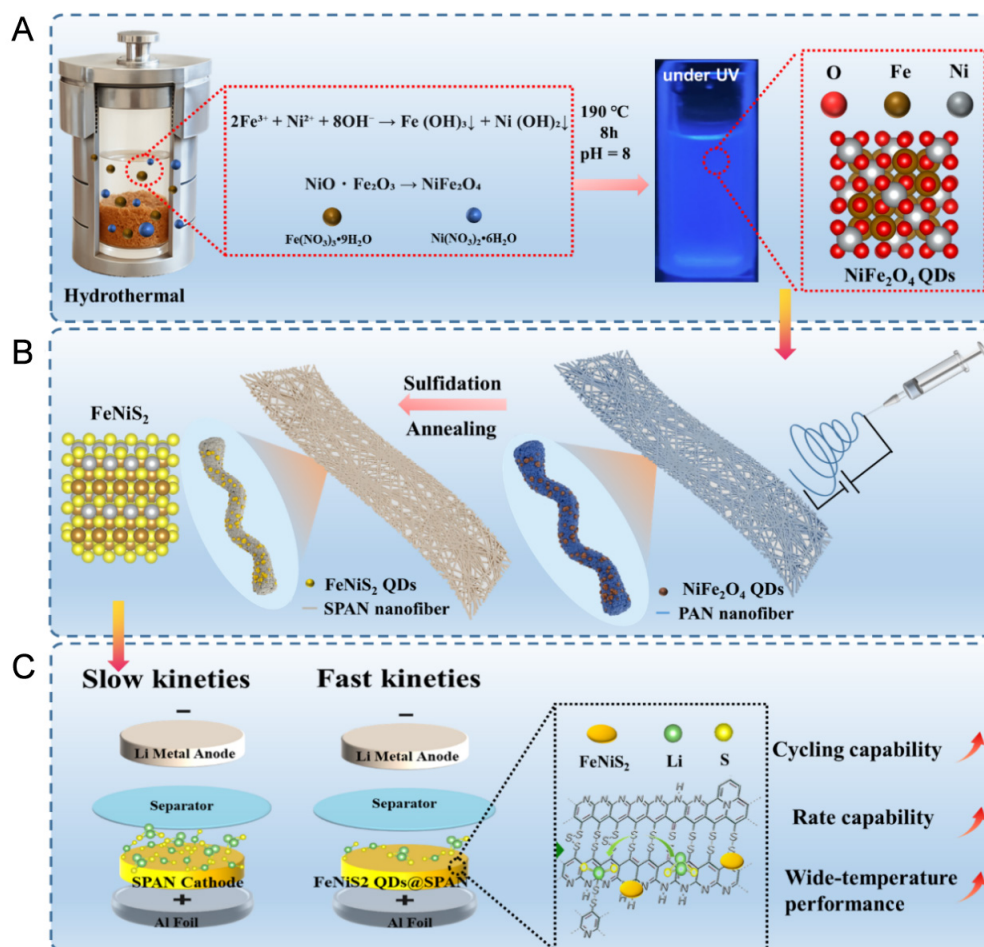 A
under UV
O Fe Ni
2Fe³⁺ + Ni²⁺ + 8OH⁻ → Fe (OH)₃↓ + Ni (OH)₂↓
190 °C
8h
pH = 8
NiO · Fe₂O₃ → NiFe₂O₄
Fe(NO₃)₃•9H₂O Ni(NO₃)₂•6H₂O
Hydrothermal
NiFe₂O₄ QDs
B
Sulfidation
Annealing
FeNiS₂
FeNiS₂ QDs
SPAN nanofiber
NiFe₂O₄ QDs
PAN nanofiber
C
Slow kineties
Fast kineties
−
−
Li Metal Anode
Li Metal Anode
Separator
Separator
SPAN Cathode
FeNiS2 QDs@SPAN
+
+
Al Foil
Al Foil
FeNiS₂ Li S
Cycling capability
Rate capability
Wide-temperature
performance